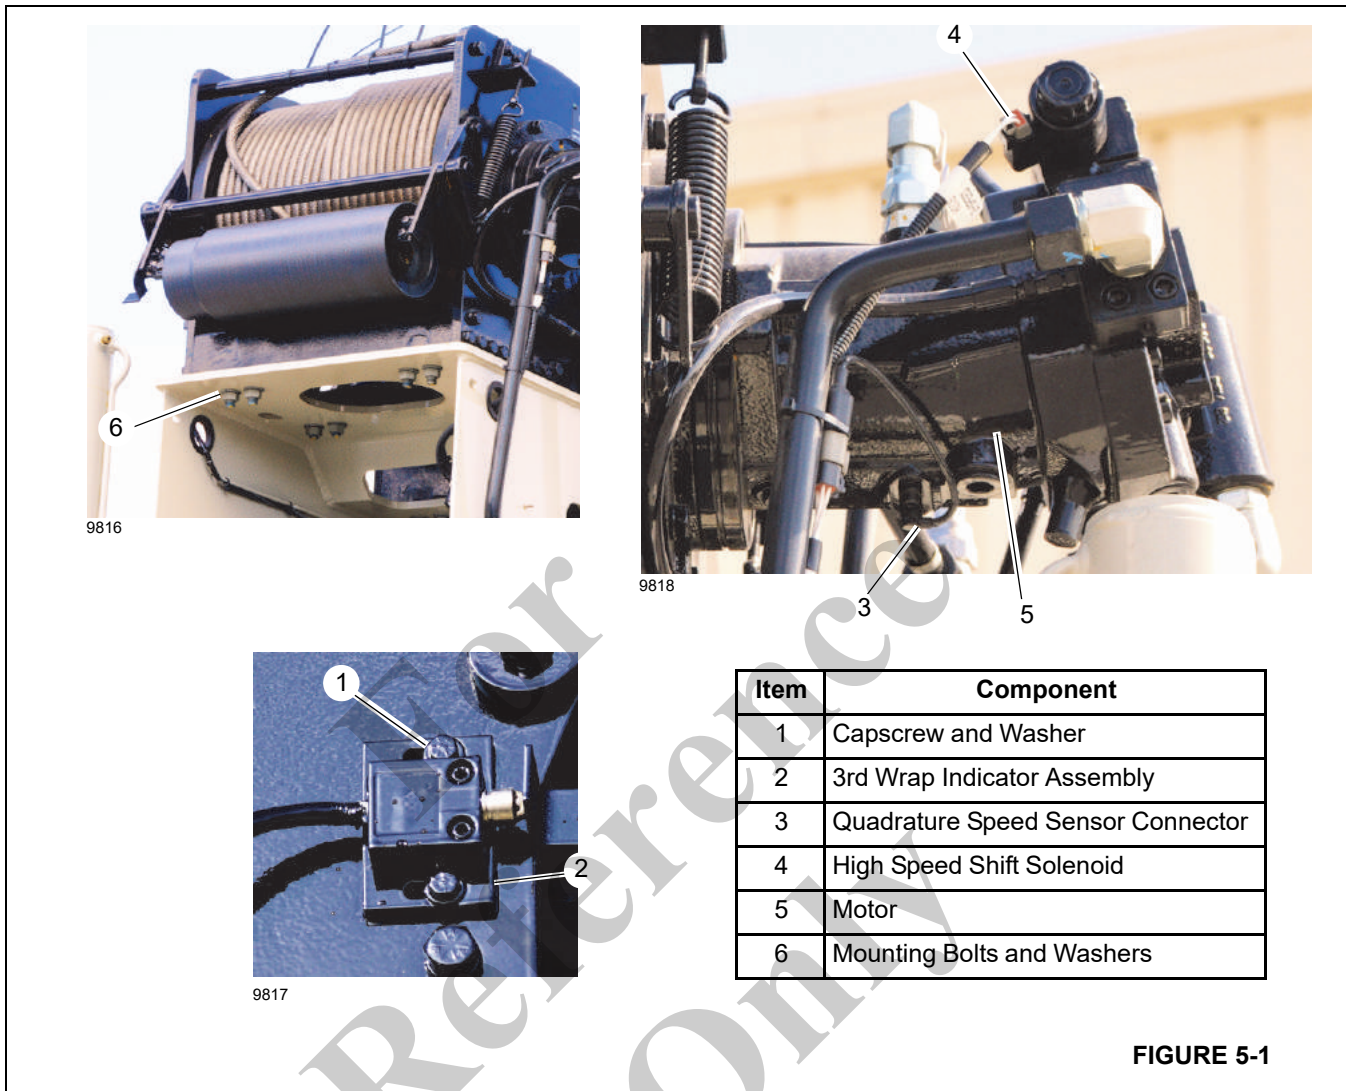 4
6
9816
9818
3
5
1
2
9817
Item Component
1 Capscrew and Washer
2 3rd Wrap Indicator Assembly
3 Quadrature Speed Sensor Connector
4 High Speed Shift Solenoid
5 Motor
6 Mounting Bolts and Washers
For
Reference
Only
FIGURE 5-1